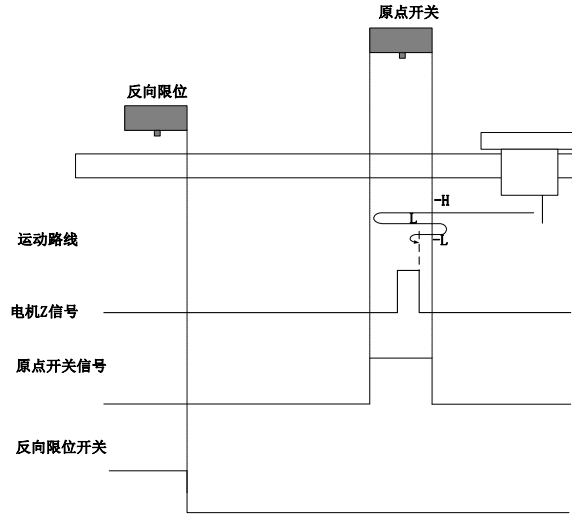 原点开关
反向限位
-H
L
运动路线
-L
电机Z信号
原点开关信号
反向限位开关